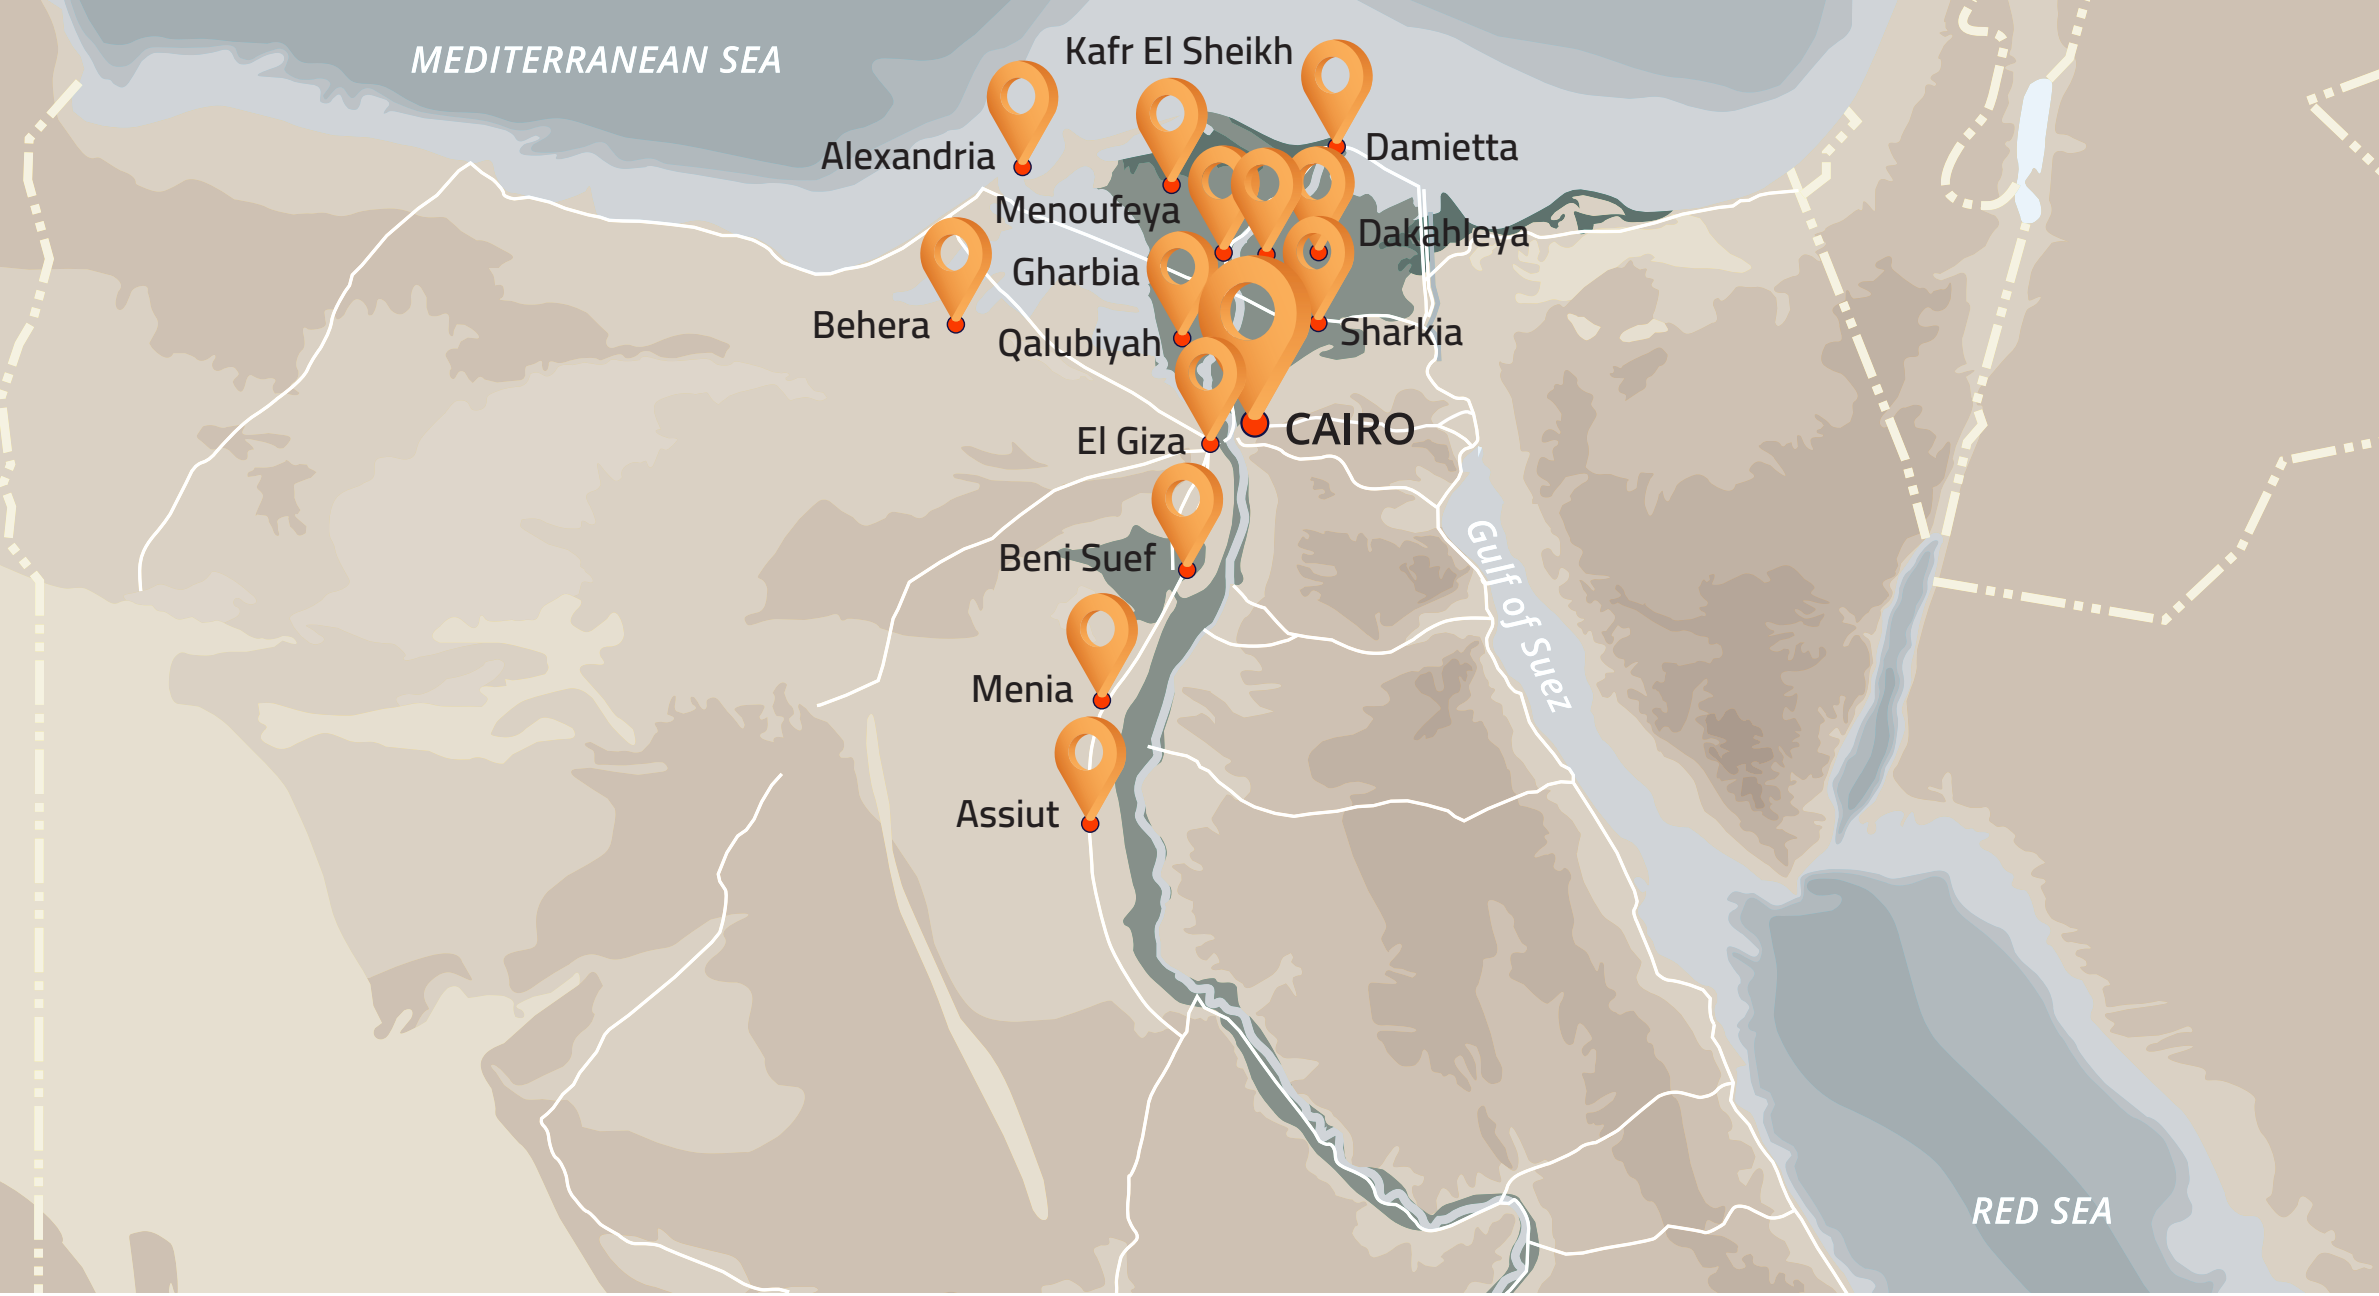 MEDITERRANEAN SEA
Kafr El Sheikh
Alexandria
Damietta
Menoufeya
Dakahleya
Gharbia
Behera
Sharkia
Qalubiyah
CAIRO
El Giza
Beni Suef
Gulf of Suez
Menia
Assiut
RED SEA